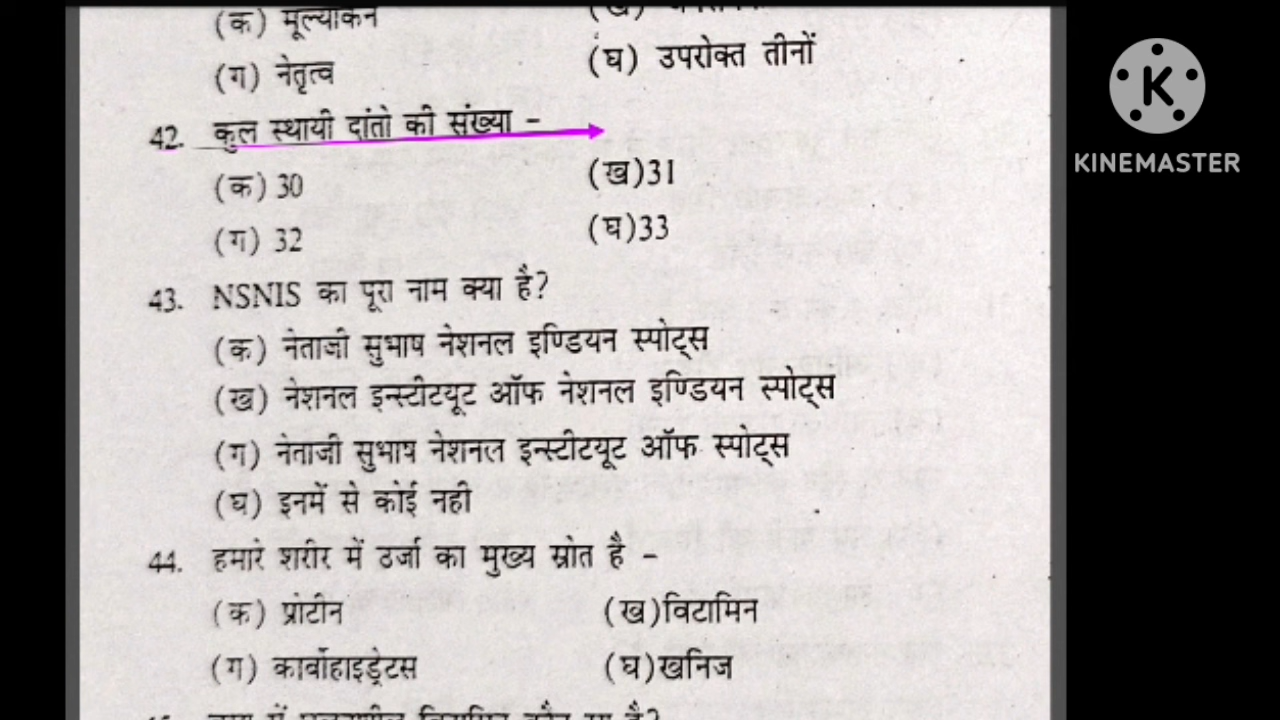 (क) मूल्यांकन
(ग) नेतृत्व (घ) उपरोक्त तीनों
42. कुल स्थायी दांतो की संख्या -
(क) 30 (ख)31
(ग) 32 (घ)33
43. NSNIS का पूरा नाम क्या है?
(क) नेताजी सुभाष नेशनल इण्डियन स्पोट्स
(ख) नेशनल इन्स्टीटयूट ऑफ नेशनल इण्डियन स्पोट्स
(ग) नेताजी सुभाष नेशनल इन्स्टीटयूट ऑफ स्पोट्स
(घ) इनमें से कोई नही
44. हमारे शरीर में उर्जा का मुख्य स्रोत है -
(क) प्रोटीन (ख)विटामिन
(ग) कार्वोहाइड्रेटस (घ)खनिज
K
KINEMASTER